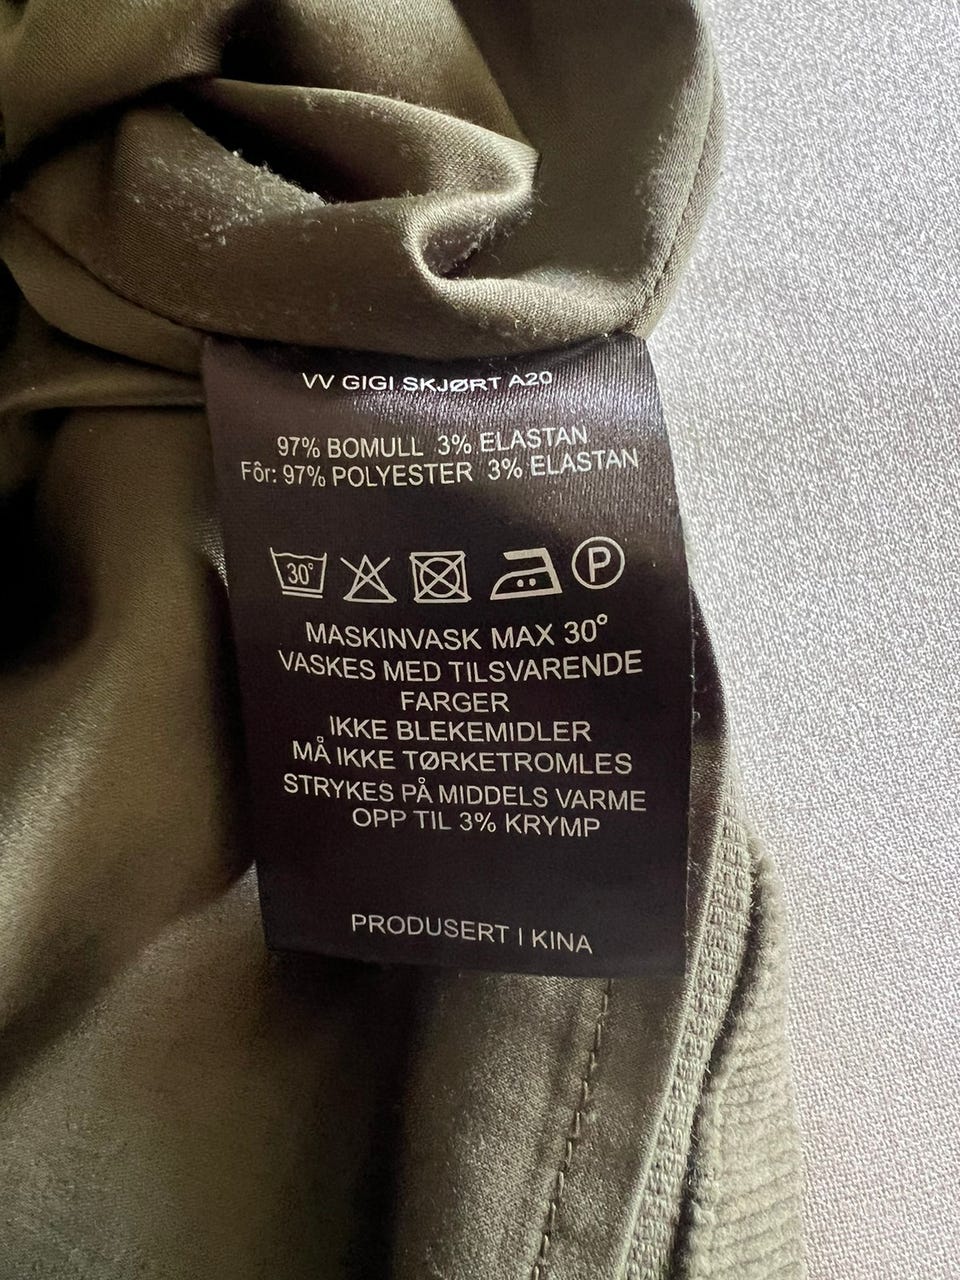 VV GIGI SKJØRT A20
97% BOMULL 3% ELASTAN
Fôr: 97% POLYESTER 3% ELASTAN
30° P
MASKINVASK MAX 30°
VASKES MED TILSVARENDE
FARGER
IKKE BLEKEMIDLER
MÅ IKKE TØRKETROMLES
STRYKES PÅ MIDDELS VARME
OPP TIL 3% KRYMP
PRODUSERT I KINA